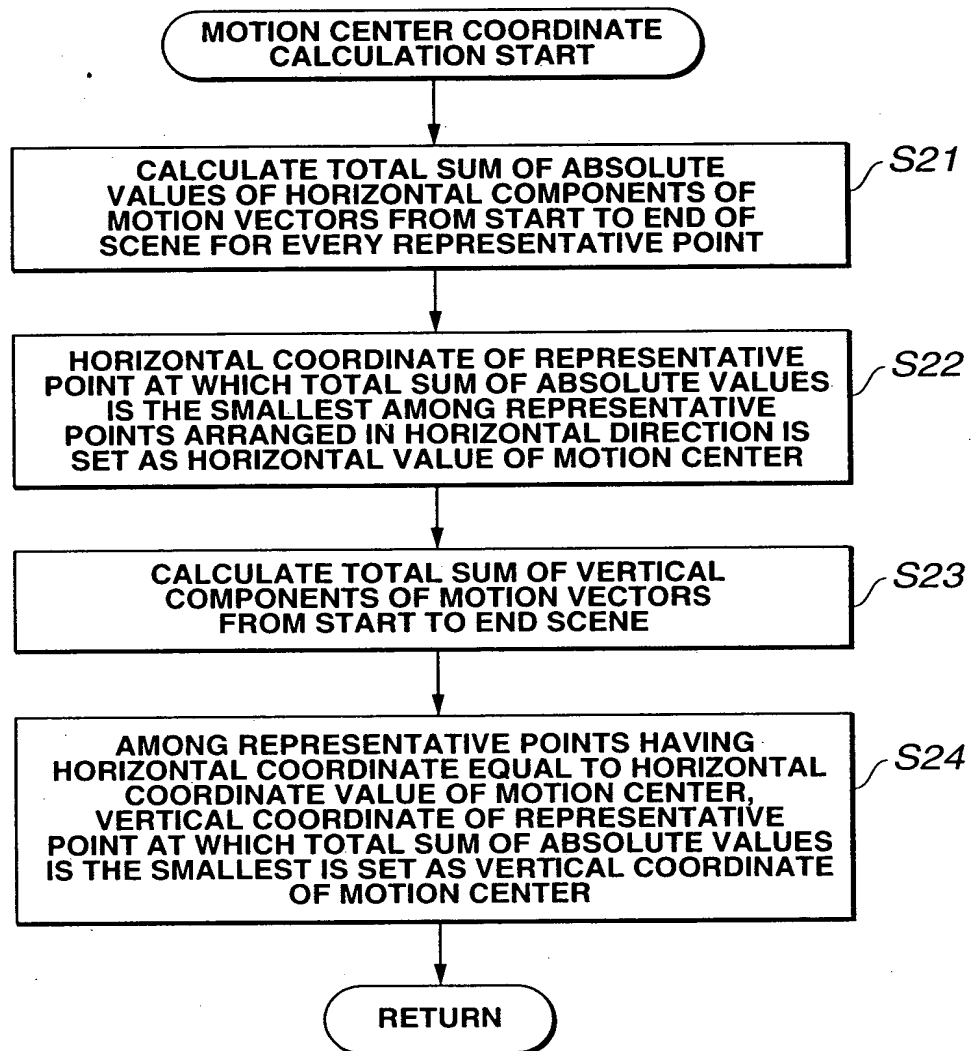 MOTION CENTER COORDINATE
CALCULATION START
CALCULATE TOTAL SUM OF ABSOLUTE
VALUES OF HORIZONTAL COMPONENTS OF
MOTION VECTORS FROM START TO END OF
SCENE FOR EVERY REPRESENTATIVE POINT
S21
HORIZONTAL COORDINATE OF REPRESENTATIVE
POINT AT WHICH TOTAL SUM OF ABSOLUTE VALUES
IS THE SMALLEST AMONG REPRESENTATIVE
POINTS ARRANGED IN HORIZONTAL DIRECTION IS
SET AS HORIZONTAL VALUE OF MOTION CENTER
S22
CALCULATE TOTAL SUM OF VERTICAL
COMPONENTS OF MOTION VECTORS
FROM START TO END SCENE
S23
AMONG REPRESENTATIVE POINTS HAVING
HORIZONTAL COORDINATE EQUAL TO HORIZONTAL
COORDINATE VALUE OF MOTION CENTER,
VERTICAL COORDINATE OF REPRESENTATIVE
POINT AT WHICH TOTAL SUM OF ABSOLUTE VALUES
IS THE SMALLEST IS SET AS VERTICAL COORDINATE
OF MOTION CENTER
S24
RETURN